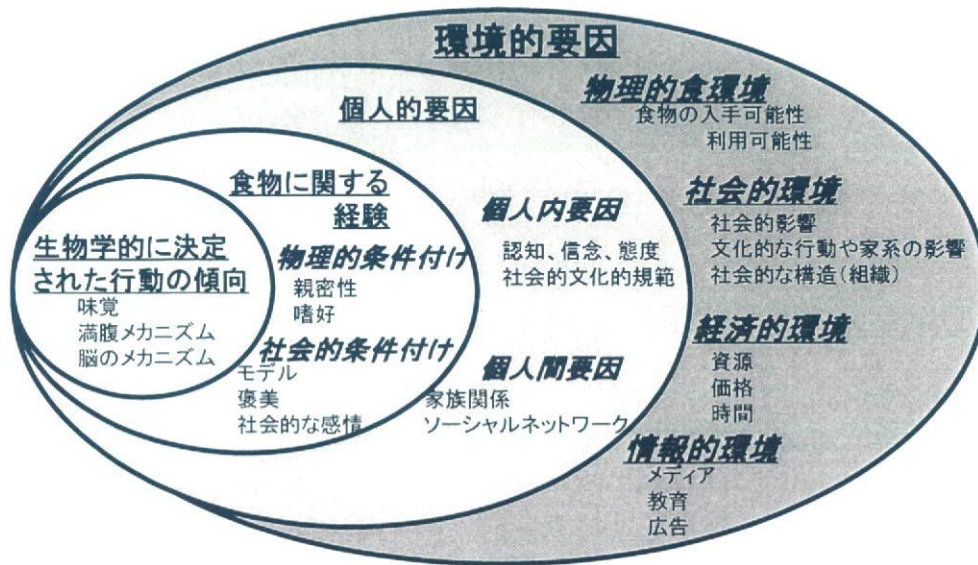 環境的要因
物理的食環境
食物の入手可能性
利用可能性
社会的環境
社会的影響
文化的な行動や家系の影響
社会的な構造(組織)
経済的環境
資源
価格
時間
情報的環境
メディア
教育
広告
個人的要因
個人内要因
認知、信念、態度
社会的文化的規範
個人間要因
家族関係
ソーシャルネットワーク
食物に関する
経験
物理的条件付け
親密性
嗜好
社会的条件付け
モデル
褒美
社会的な感情
生物学的に決定
された行動の傾向
味覚
満腹メカニズム
脳のメカニズム